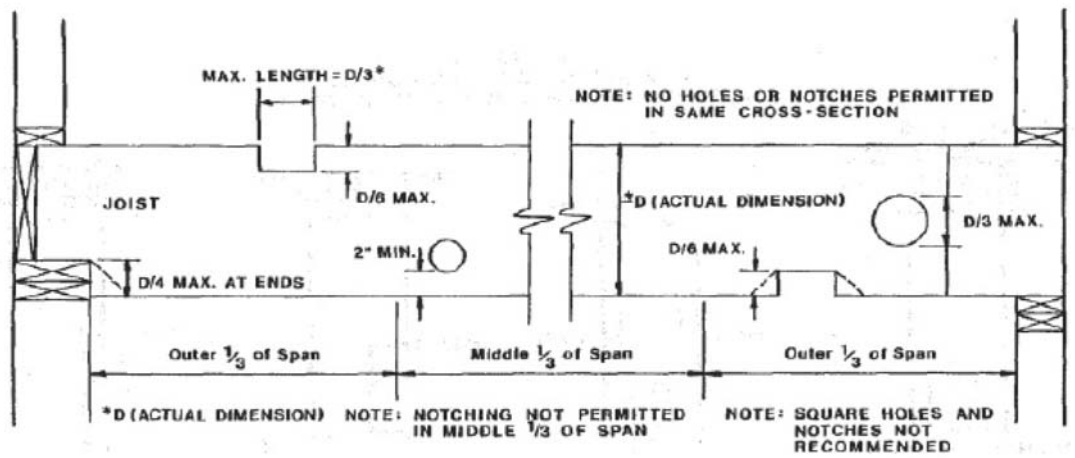 MAX. LENGTH = D/3*
NOTE: NO HOLES OR NOTCHES PERMITTED
IN SAME CROSS-SECTION
JOIST
D/6 MAX.
*D (ACTUAL DIMENSION)
D/3 MAX.
2" MIN.
D/6 MAX.
D/4 MAX. AT ENDS
Outer 1/3 of Span
Middle 1/3 of Span
Outer 1/3 of Span
*D (ACTUAL DIMENSION)
NOTE: NOTCHING NOT PERMITTED
IN MIDDLE 1/3 OF SPAN
NOTE: SQUARE HOLES AND
NOTCHES NOT
RECOMMENDED